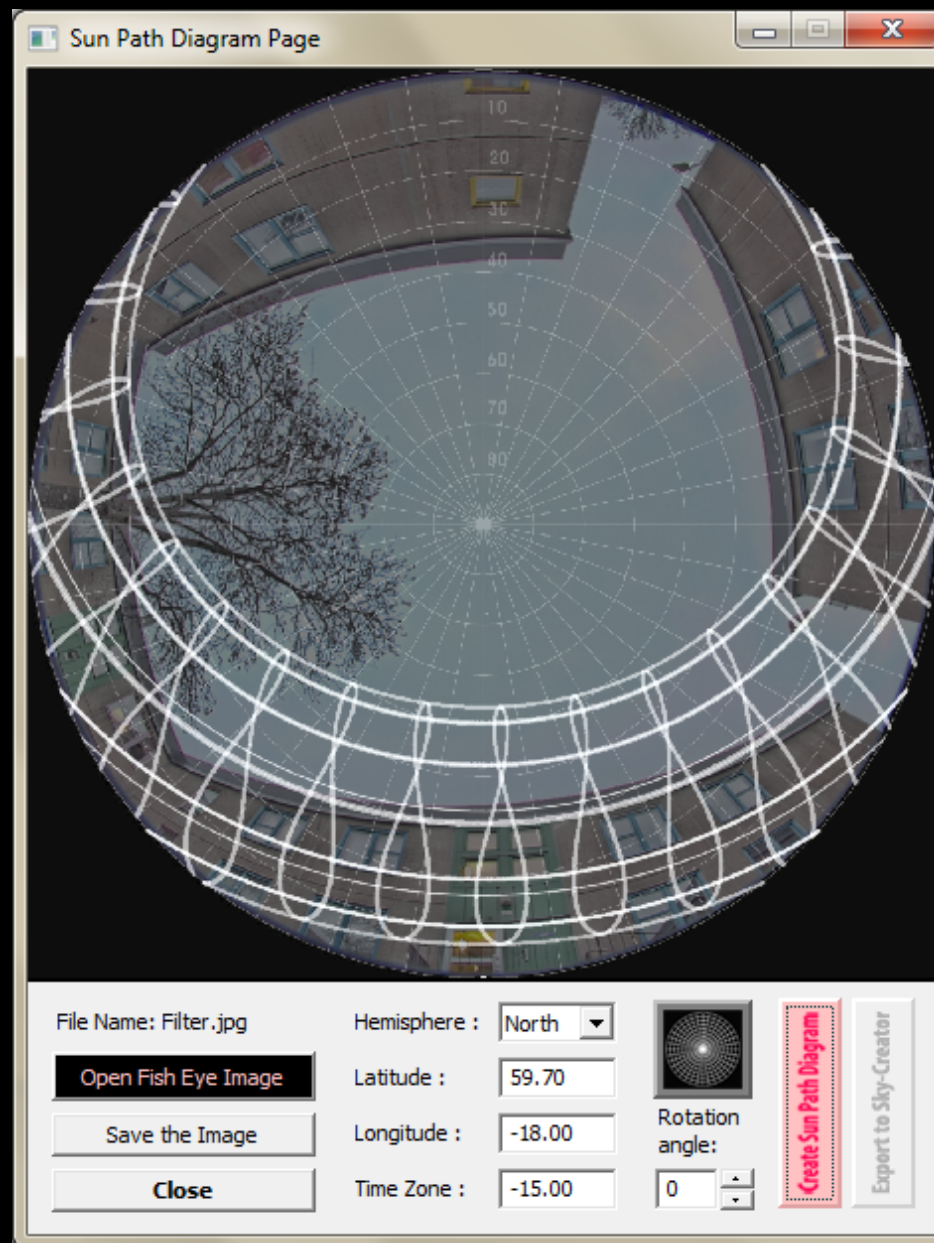 Sun Path Diagram Page
10
20
30
40
50
60
70
80
File Name: Filter.jpg
Open Fish Eye Image
Save the Image
Close
Hemisphere : North
Latitude : 59.70
Longitude : -18.00
Time Zone : -15.00
Rotation
angle:
0
Create Sun Path Diagram
Export to Sky-Creator